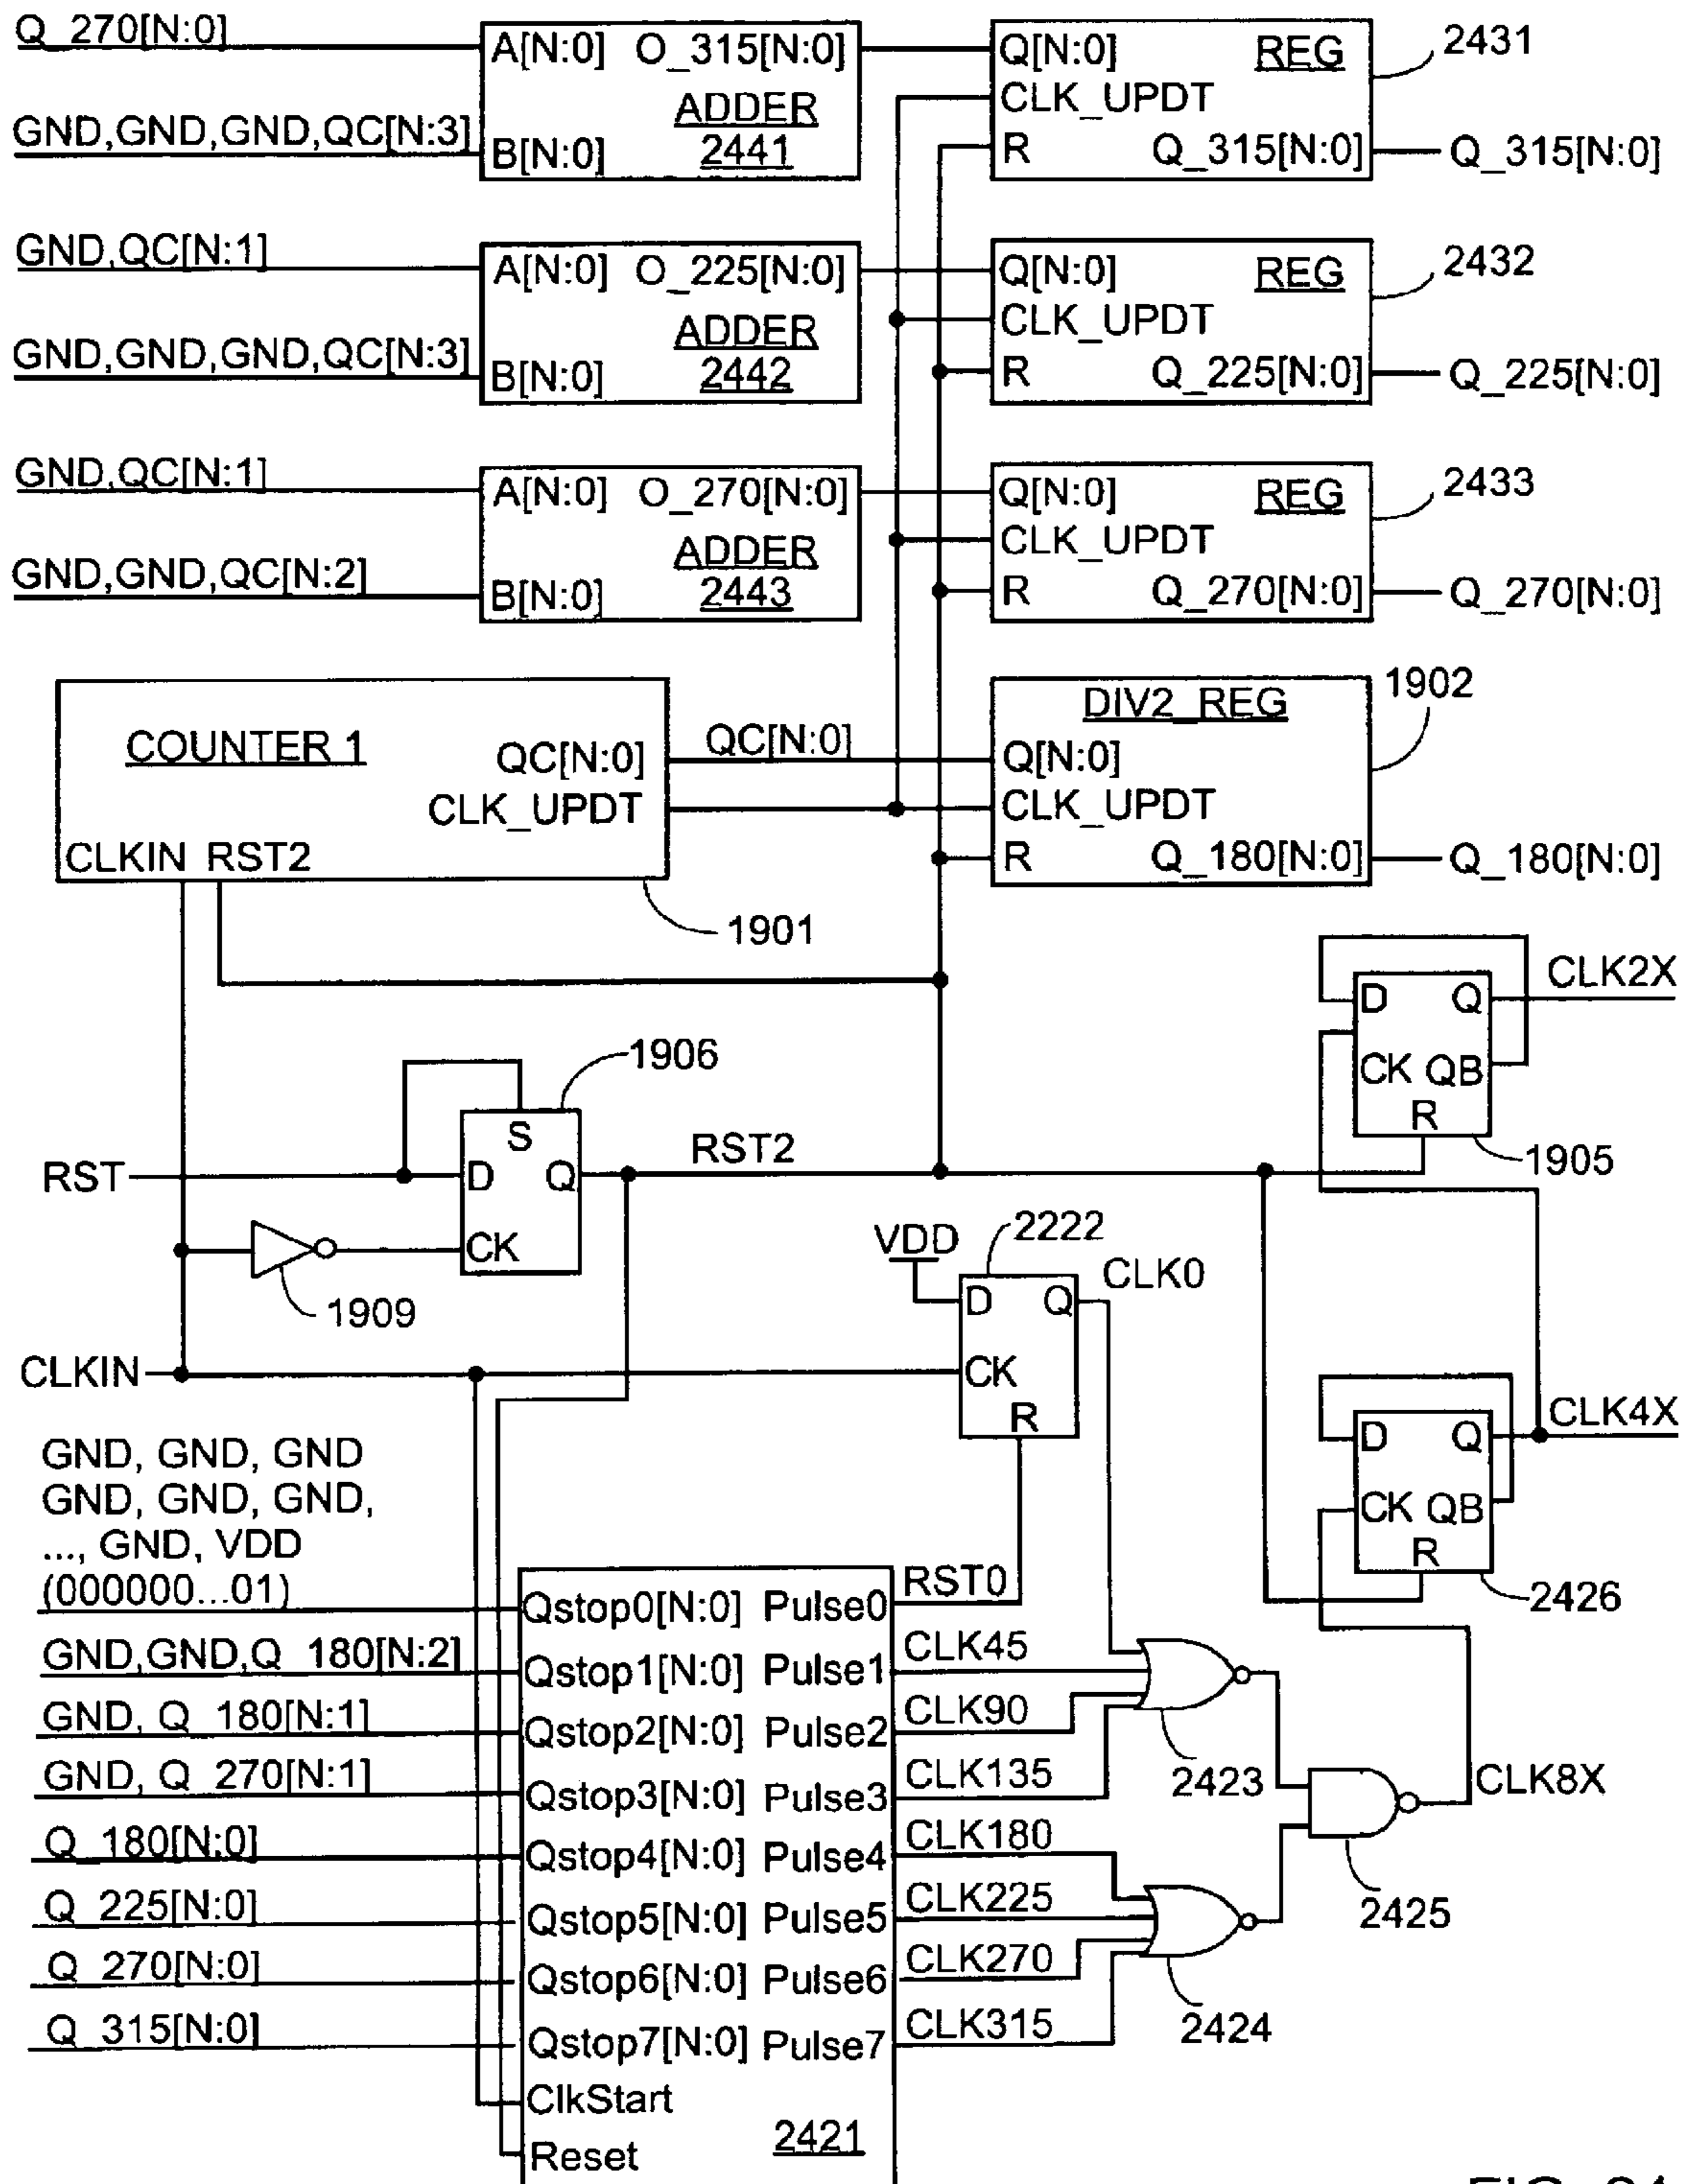 Q_270[N:0]
A[N:0] O_315[N:0]
Q[N:0] REG
2431
ADDER
CLK_UPDT
GND,GND,GND,QC[N:3]
B[N:0] 2441
R Q_315[N:0]
Q_315[N:0]
GND,QC[N:1]
A[N:0] O_225[N:0]
Q[N:0] REG
2432
ADDER
CLK_UPDT
GND,GND,GND,QC[N:3]
B[N:0] 2442
R Q_225[N:0]
Q_225[N:0]
GND,QC[N:1]
A[N:0] O_270[N:0]
Q[N:0] REG
2433
ADDER
CLK_UPDT
GND,GND,QC[N:2]
B[N:0] 2443
R Q_270[N:0]
Q_270[N:0]
1902
DIV2_REG
COUNTER 1
QC[N:0]
QC[N:0]
Q[N:0]
CLK_UPDT
CLK_UPDT
CLKIN RST2
R Q_180[N:0]
Q_180[N:0]
1901
CLK2X
D Q
CK QB
R
1905
1906
S
RST
D Q
RST2
CK
1909
VDD
2222
CLK0
D Q
CLKIN
CK
R
CLK4X
D Q
CK QB
R
2426
GND, GND, GND
GND, GND, GND,
..., GND, VDD
(000000...01)
Qstop0[N:0] Pulse0
RST0
GND,GND,Q_180[N:2]
Qstop1[N:0] Pulse1
CLK45
GND, Q_180[N:1]
Qstop2[N:0] Pulse2
CLK90
GND, Q_270[N:1]
Qstop3[N:0] Pulse3
CLK135
2423
CLK8X
Q_180[N:0]
Qstop4[N:0] Pulse4
CLK180
Q_225[N:0]
Qstop5[N:0] Pulse5
CLK225
2425
Q_270[N:0]
Qstop6[N:0] Pulse6
CLK270
Q_315[N:0]
Qstop7[N:0] Pulse7
CLK315
2424
ClkStart
2421
Reset